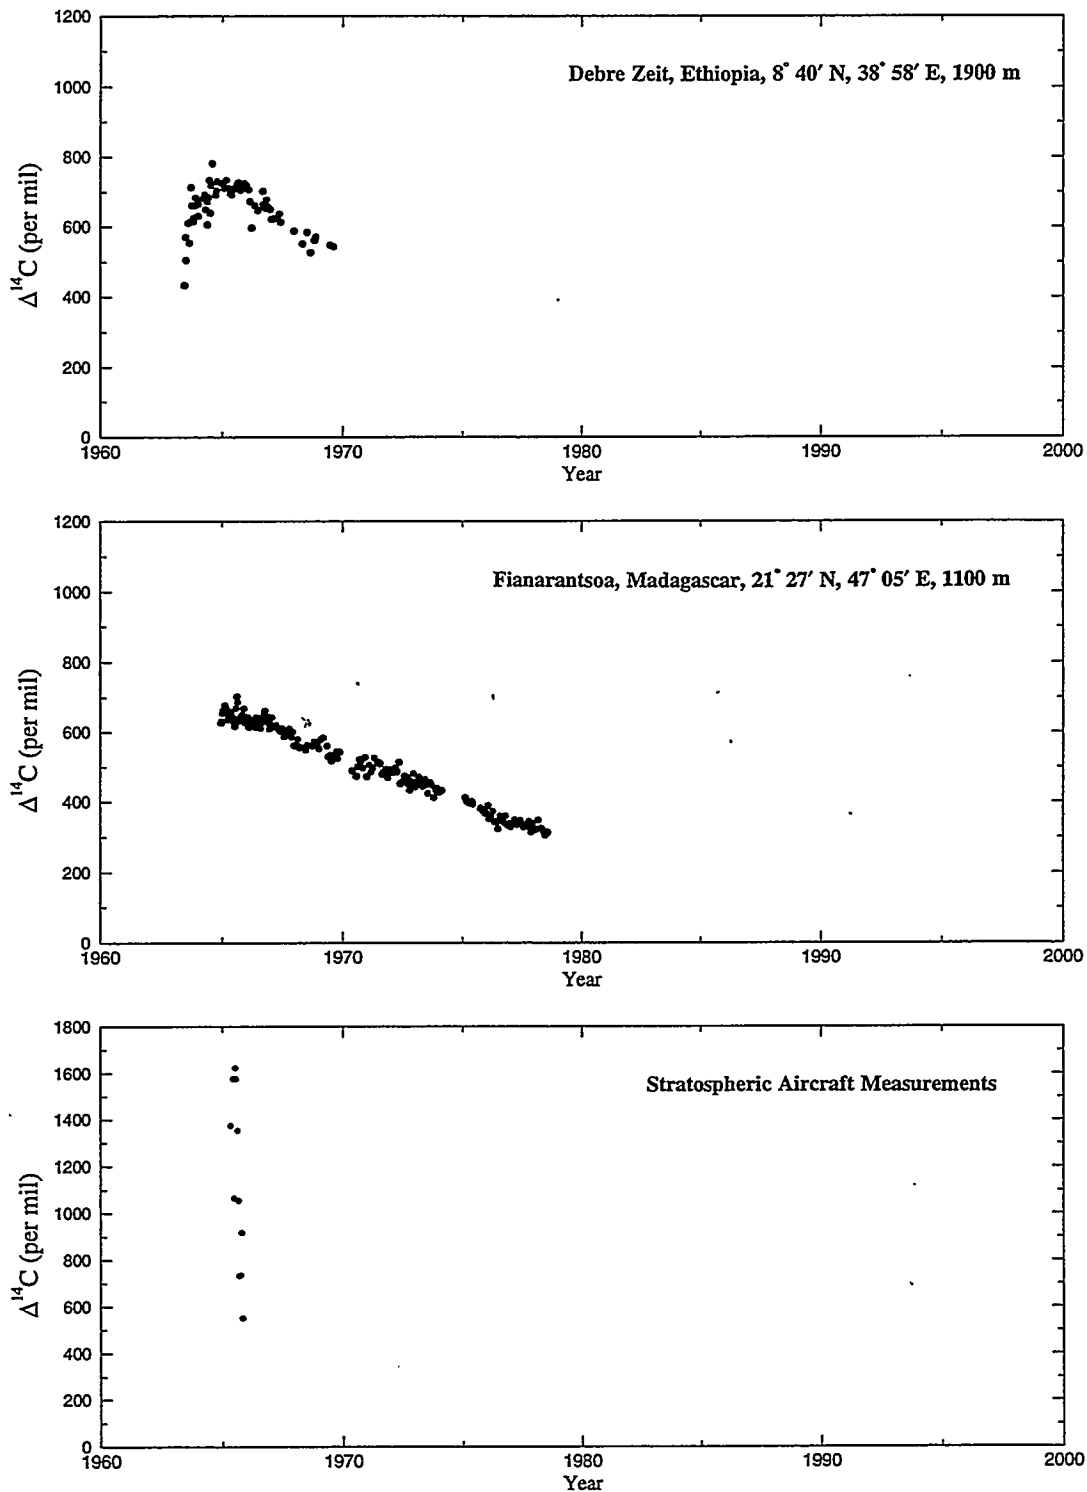 1200
1000
800
600
400
200
0
Δ¹⁴C (per mil)
Debre Zeit, Ethiopia, 8° 40′ N, 38° 58′ E, 1900 m
1960 1970 1980 1990 2000
Year
1200
1000
800
600
400
200
0
Δ¹⁴C (per mil)
Fianarantsoa, Madagascar, 21° 27′ N, 47° 05′ E, 1100 m
1960 1970 1980 1990 2000
Year
1800
1600
1400
1200
1000
800
600
400
200
0
Δ¹⁴C (per mil)
Stratospheric Aircraft Measurements
1960 1970 1980 1990 2000
Year